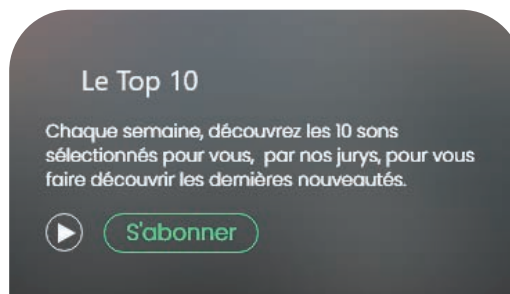 Le Top 10
Chaque semaine, découvrez les 10 sons
sélectionnés pour vous, par nos jurys, pour vous
faire découvrir les dernières nouveautés.
S'abonner